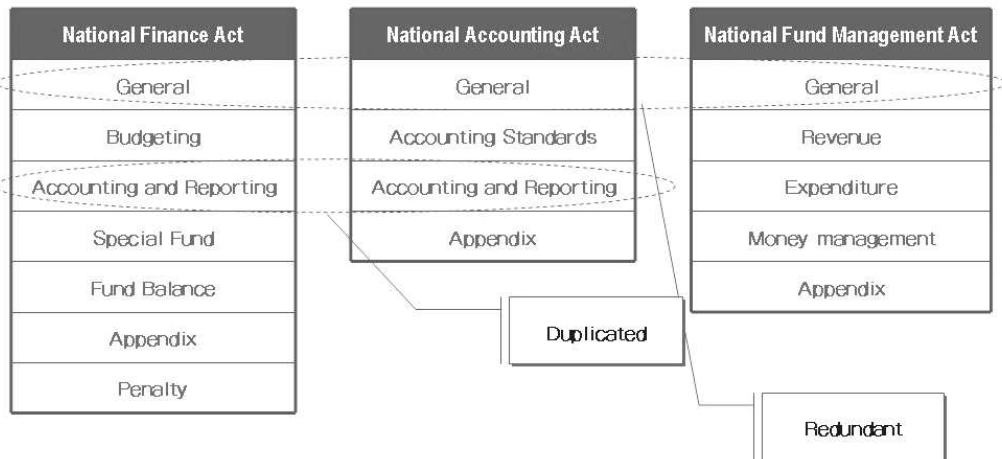 National Finance Act
General
Budgeting
Accounting and Reporting
Special Fund
Fund Balance
Appendix
Penalty
National Accounting Act
General
Accounting Standards
Accounting and Reporting
Appendix
National Fund Management Act
General
Revenue
Expenditure
Money management
Appendix
Duplicated
Redundant